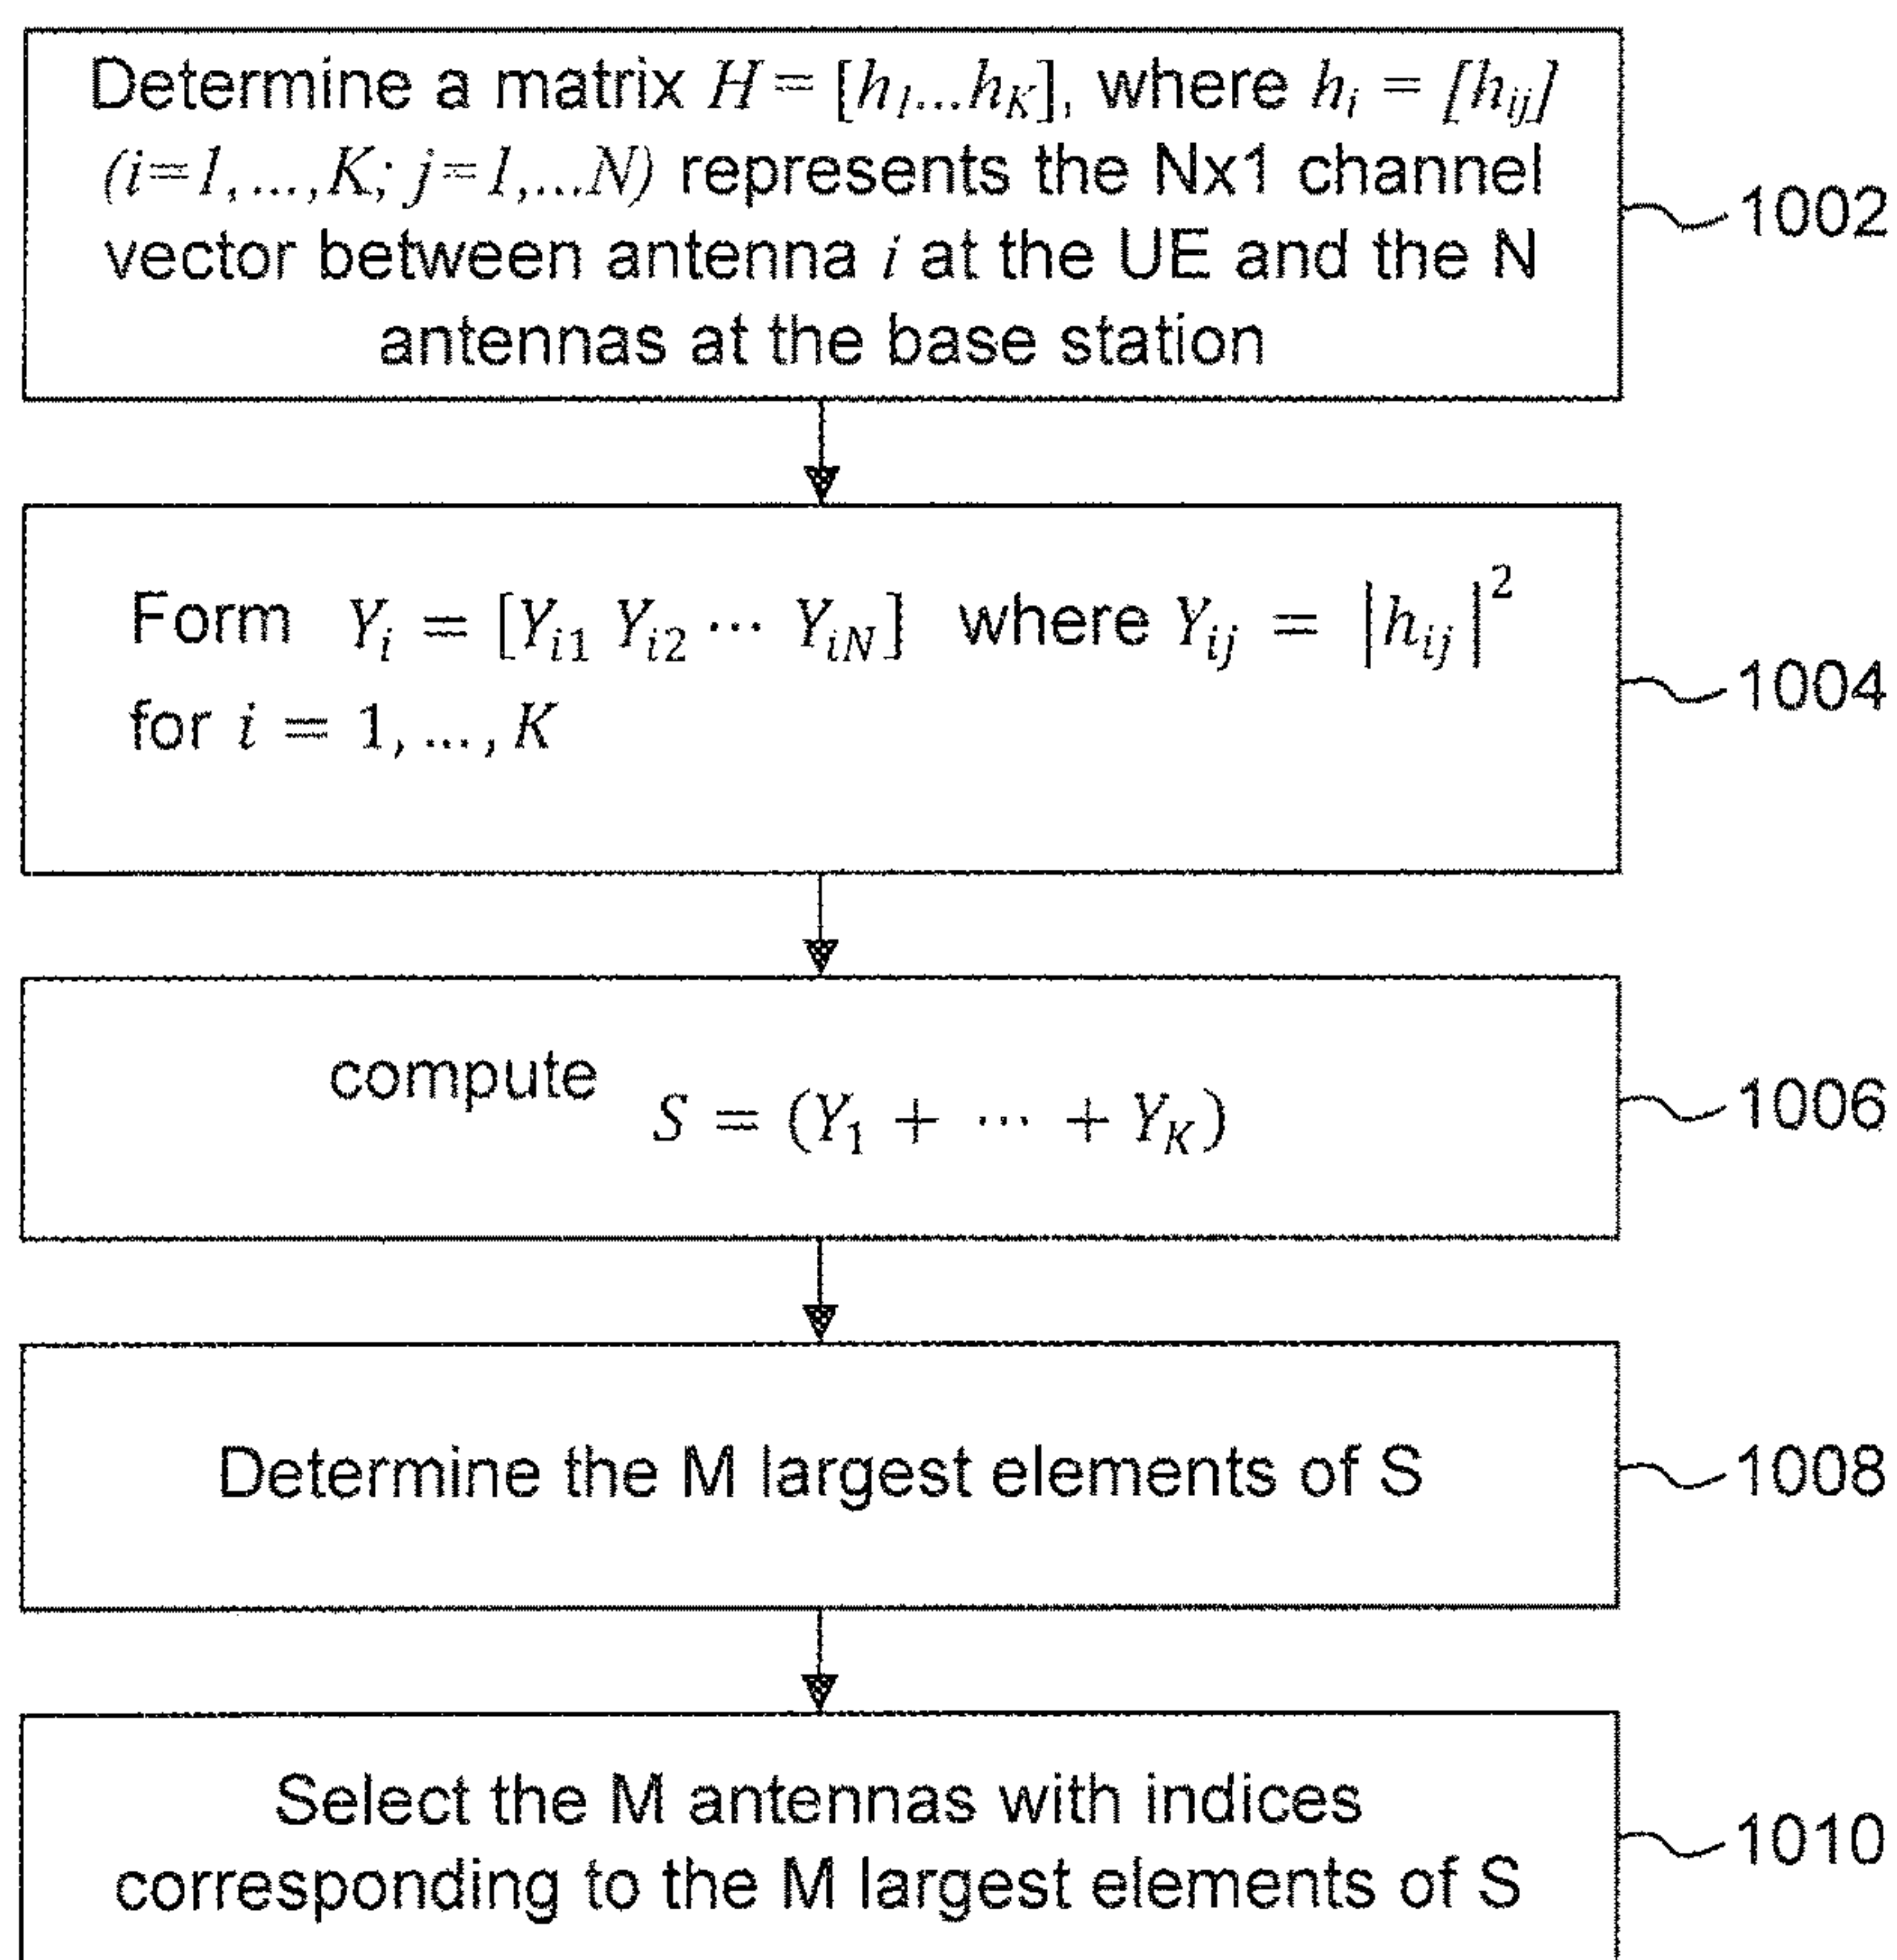 Determine a matrix H = [h1...hK], where hi = [hij]
(i=1,...,K; j=1,...N) represents the Nx1 channel
vector between antenna i at the UE and the N
antennas at the base station
1002
Form Yi = [Yi1 Yi2 ⋯ YiN] where Yij = |hij|²
for i = 1, ..., K
1004
compute S = (Y1 + ⋯ + YK)
1006
Determine the M largest elements of S
1008
Select the M antennas with indices
corresponding to the M largest elements of S
1010